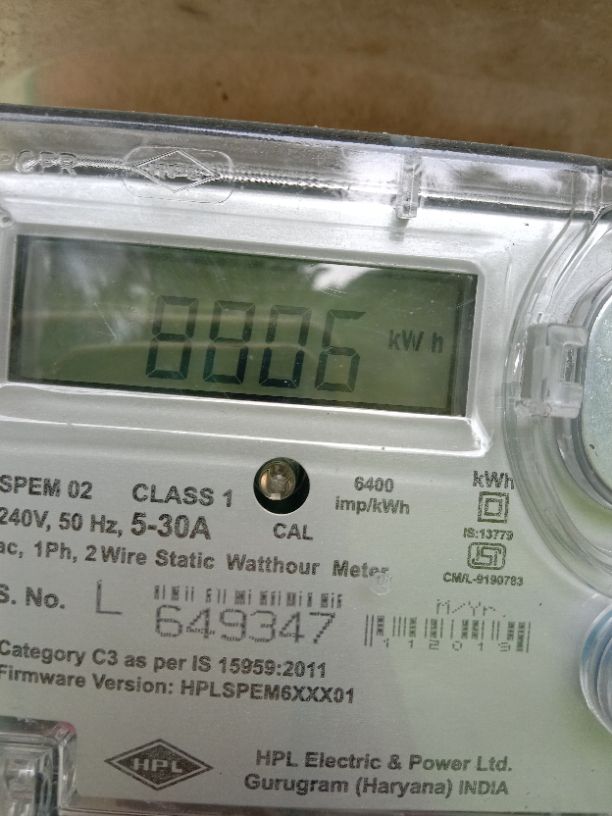 HPL
8806 kWh
SPEM 02 CLASS 1 6400 imp/kWh kWh
240V, 50 Hz, 5-30A CAL IS:13779
ac, 1Ph, 2 Wire Static Watthour Meter CM/L-9190783
S. No. L 649347 M/Yr. 112019
Category C3 as per IS 15959:2011
Firmware Version: HPLSPEM6XXX01
HPL HPL Electric & Power Ltd.
Gurugram (Haryana) INDIA